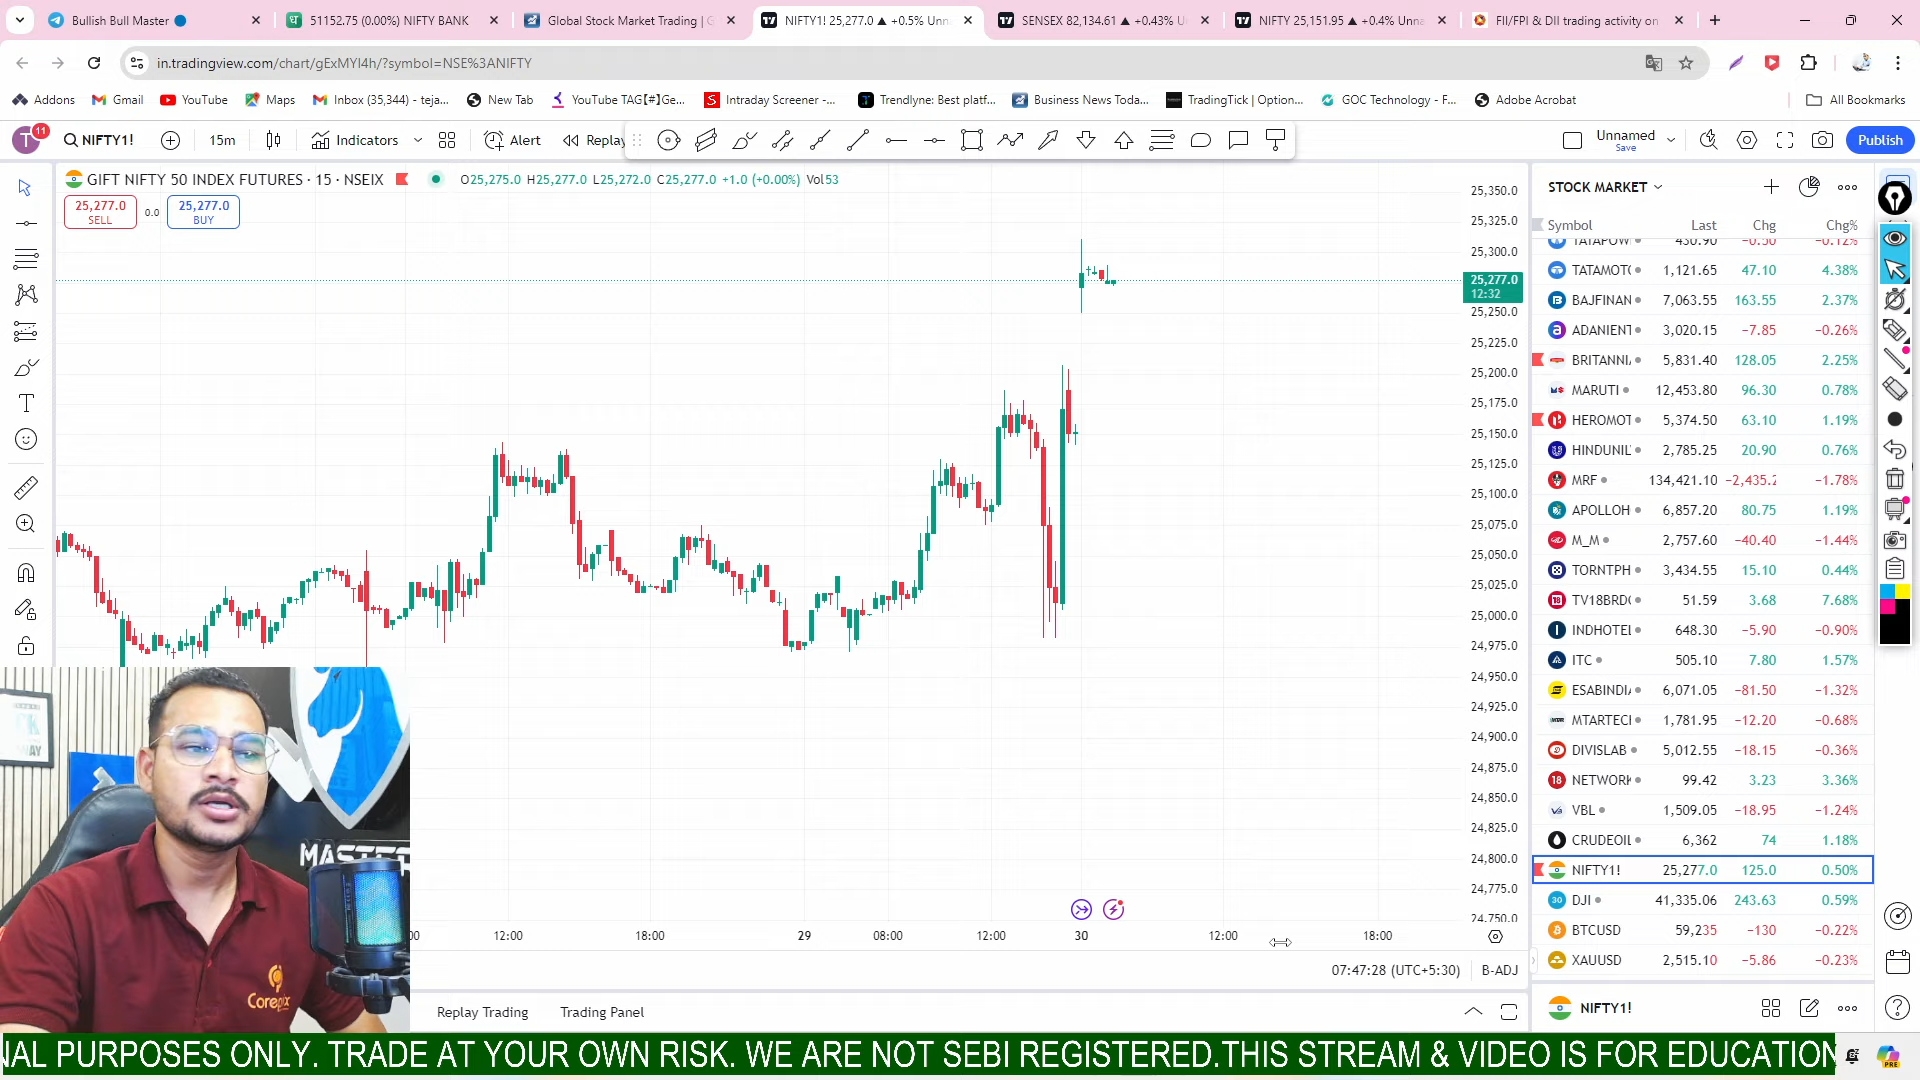 Bullish Bull Master
51152.75 (0.00%) NIFTY BANK
Global Stock Market Trading | G
NIFTY1! 25,277.0 ▲ +0.5% Unna
SENSEX 82,134.61 ▲ +0.43% U
NIFTY 25,151.95 ▲ +0.4% Unna
FII/FPI & DII trading activity on
in.tradingview.com/chart/gExMYl4h/?symbol=NSE%3ANIFTY
Addons
Gmail
YouTube
Maps
Inbox (35,344) - teja...
New Tab
YouTube TAG【#】Ge...
Intraday Screener -...
Trendlyne: Best platf...
Business News Toda...
TradingTick | Option...
GOC Technology - F...
Adobe Acrobat
All Bookmarks
T 11
NIFTY1!
15m
Indicators
Alert
Replay
Unnamed
Save
Publish
GIFT NIFTY 50 INDEX FUTURES · 15 · NSEIX
O25,275.0 H25,277.0 L25,272.0 C25,277.0 +1.0 (+0.00%) Vol53
25,277.0 SELL
0.0
25,277.0 BUY
25,350.0
25,325.0
25,300.0
25,277.0
12:32
25,250.0
25,225.0
25,200.0
25,175.0
25,150.0
25,125.0
25,100.0
25,075.0
25,050.0
25,025.0
25,000.0
24,975.0
24,950.0
24,925.0
24,900.0
24,875.0
24,850.0
24,825.0
24,800.0
24,775.0
24,750.0
12:00 18:00 29 08:00 12:00 30 12:00 18:00
07:47:28 (UTC+5:30) B-ADJ
Replay Trading
Trading Panel
STOCK MARKET
Symbol Last Chg Chg%
TATAPOW 430.90 −0.50 −0.12%
TATAMOT 1,121.65 47.10 4.38%
BAJFINAN 7,063.55 163.55 2.37%
ADANIENT 3,020.15 −7.85 −0.26%
BRITANNI 5,831.40 128.05 2.25%
MARUTI 12,453.80 96.30 0.78%
HEROMOT 5,374.50 63.10 1.19%
HINDUNIL 2,785.25 20.90 0.76%
MRF 134,421.10 −2,435.2 −1.78%
APOLLOH 6,857.20 80.75 1.19%
M_M 2,757.60 −40.40 −1.44%
TORNTPH 3,434.55 15.10 0.44%
TV18BRD 51.59 3.68 7.68%
INDHOTEL 648.30 −5.90 −0.90%
ITC 505.10 7.80 1.57%
ESABINDIA 6,071.05 −81.50 −1.32%
MTARTECH 1,781.95 −12.20 −0.68%
DIVISLAB 5,012.55 −18.15 −0.36%
NETWORK 99.42 3.23 3.36%
VBL 1,509.05 −18.95 −1.24%
CRUDEOIL 6,362 74 1.18%
NIFTY1! 25,277.0 125.0 0.50%
DJI 41,335.06 243.63 0.59%
BTCUSD 59,235 −130 −0.22%
XAUUSD 2,515.10 −5.86 −0.23%
NIFTY1!
MASTER
Corepix
NAL PURPOSES ONLY. TRADE AT YOUR OWN RISK. WE ARE NOT SEBI REGISTERED.THIS STREAM & VIDEO IS FOR EDUCATION